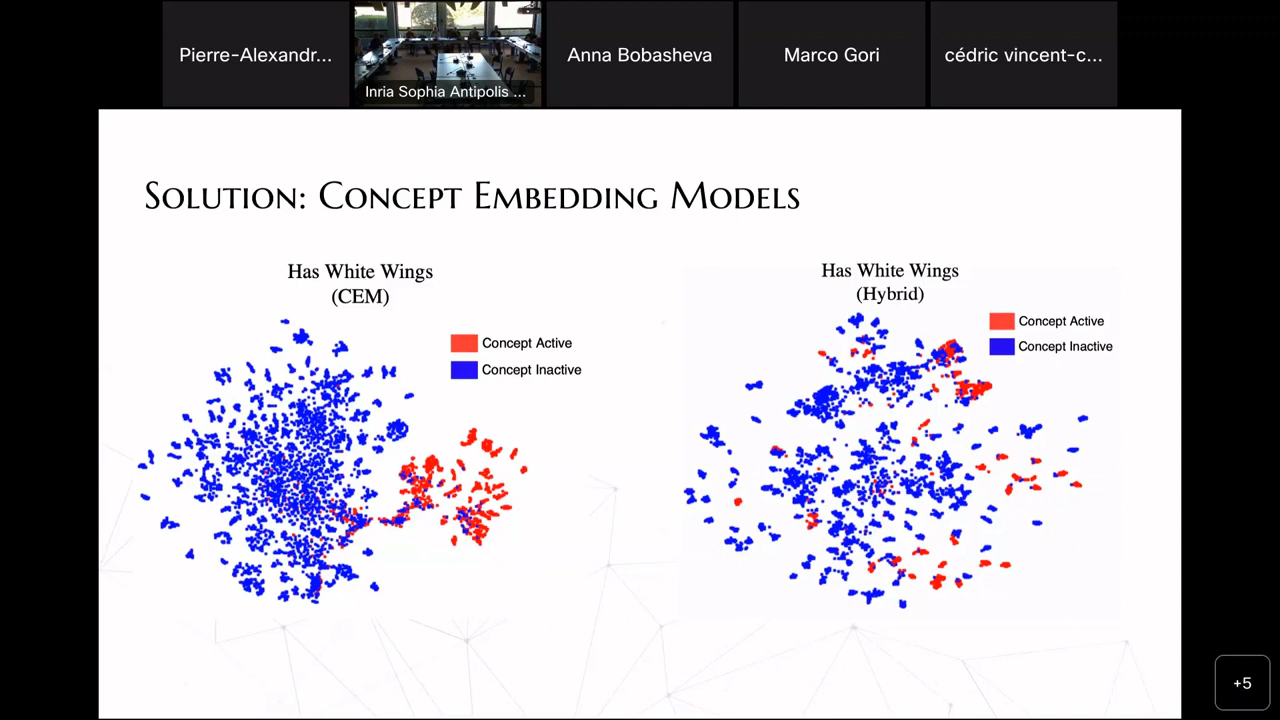 Pierre-Alexandr...
Inria Sophia Antipolis ...
Anna Bobasheva
Marco Gori
cédric vincent-c...
Solution: Concept Embedding Models
Has White Wings
(CEM)
Concept Active
Concept Inactive
Has White Wings
(Hybrid)
Concept Active
Concept Inactive
+5